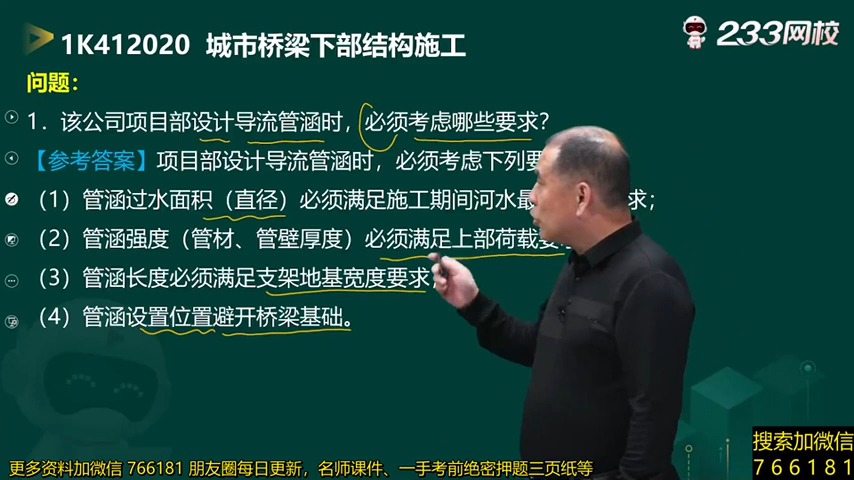 1K412020 城市桥梁下部结构施工
233网校
问题：
1．该公司项目部设计导流管涵时，必须考虑哪些要求？
【参考答案】项目部设计导流管涵时，必须考虑下列要
（1）管涵过水面积（直径）必须满足施工期间河水最 求；
（2）管涵强度（管材、管壁厚度）必须满足上部荷载要
（3）管涵长度必须满足支架地基宽度要求；
（4）管涵设置位置避开桥梁基础。
搜索加微信
766181
更多资料加微信 766181 朋友圈每日更新，名师课件、一手考前绝密押题三页纸等